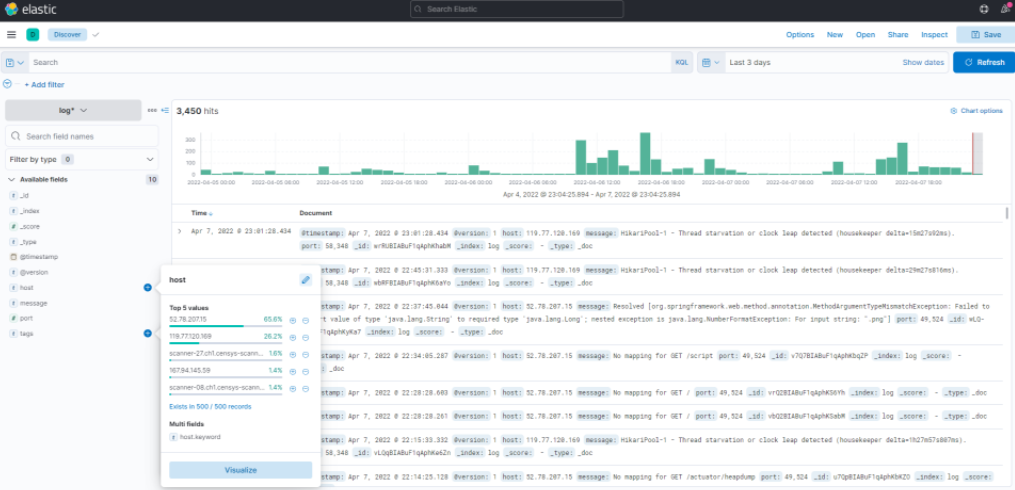 elastic
Search Elastic
D Discover
Options New Open Share Inspect Save
Search KQL Last 3 days Show dates Refresh
+ Add filter
log*
3,450 hits
Chart options
Search field names
Filter by type 0
Available fields 10
_id
_index
_score
_type
@timestamp
@version
host
message
port
tags
300
200
100
0
2022-04-05 00:00 2022-04-05 06:00 2022-04-05 12:00 2022-04-05 18:00 2022-04-06 00:00 2022-04-06 06:00 2022-04-06 12:00 2022-04-06 18:00 2022-04-07 00:00 2022-04-07 06:00 2022-04-07 12:00 2022-04-07 18:00
Apr 4, 2022 @ 23:04:25.894 - Apr 7, 2022 @ 23:04:25.894
Time Document
Apr 7, 2022 @ 23:01:28.434 @timestamp: Apr 7, 2022 @ 23:01:28.434 @version: 1 host: 119.77.120.169 message: HikariPool-1 - Thread starvation or clock leap detected (housekeeper delta=15m27s92ms).
port: 58,348 _id: _index: log _score: - _type: _doc
stamp: Apr 7, 2022 @ 22:45:31.333 @version: 1 host: 119.77.120.169 message: HikariPool-1 - Thread starvation or clock leap detected (housekeeper delta=29m27s816ms).
58,348 _id: _index: log _score: - _type: _doc
stamp: Apr 7, 2022 @ 22:37:45.044 @version: 1 host: 52.78.207.15 message: Resolved [org.springframework.web.method.annotation.MethodArgumentTypeMismatchException: Failed to
rt value of type 'java.lang.String' to required type 'java.lang.Long'; nested exception is java.lang.NumberFormatException: For input string: ".png"] port: 49,524 _id:
_index: log _score: - _type: _doc
stamp: Apr 7, 2022 @ 22:34:05.287 @version: 1 host: 52.78.207.15 message: No mapping for GET /script port: 49,524 _id: _index: log _score: -
: _doc
stamp: Apr 7, 2022 @ 22:28:28.603 @version: 1 host: 52.78.207.15 message: No mapping for GET / port: 49,524 _id: _index: log _score: - _type: _doc
stamp: Apr 7, 2022 @ 22:28:28.261 @version: 1 host: 52.78.207.15 message: No mapping for GET / port: 49,524 _id: _index: log _score: - _type: _doc
stamp: Apr 7, 2022 @ 22:15:33.332 @version: 1 host: 119.77.120.169 message: HikariPool-1 - Thread starvation or clock leap detected (housekeeper delta=1h27m57s807ms).
58,348 _id: _index: log _score: - _type: _doc
stamp: Apr 7, 2022 @ 22:14:25.128 @version: 1 host: 52.78.207.15 message: No mapping for GET /actuator/heapdump port: 49,524 _id: _index: log _score:
host
Top 5 values
52.78.207.15 65.6%
119.77.120.169 26.2%
scanner-27.ch1.censys-scann... 1.6%
167.94.145.59 1.4%
scanner-08.ch1.censys-scann... 1.4%
Exists in 500 / 500 records
Multi fields
host.keyword
Visualize